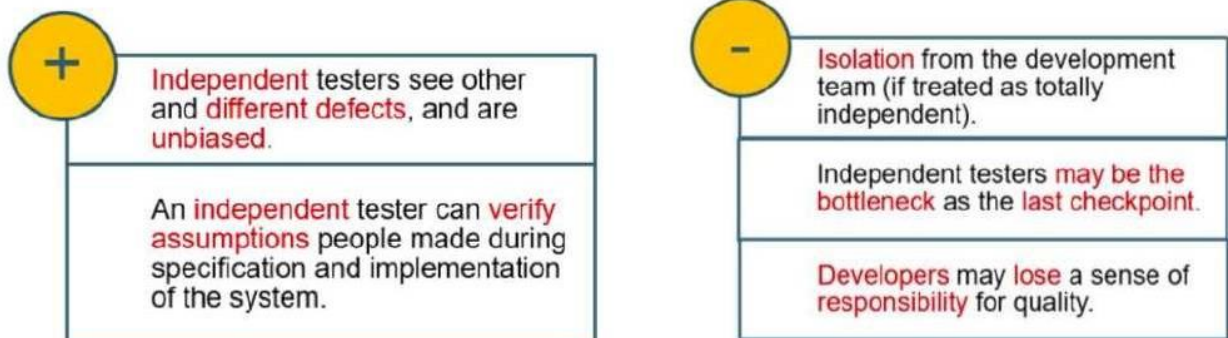 +
Independent testers see other
and different defects, and are
unbiased.
An independent tester can verify
assumptions people made during
specification and implementation
of the system.
-
Isolation from the development
team (if treated as totally
independent).
Independent testers may be the
bottleneck as the last checkpoint.
Developers may lose a sense of
responsibility for quality.